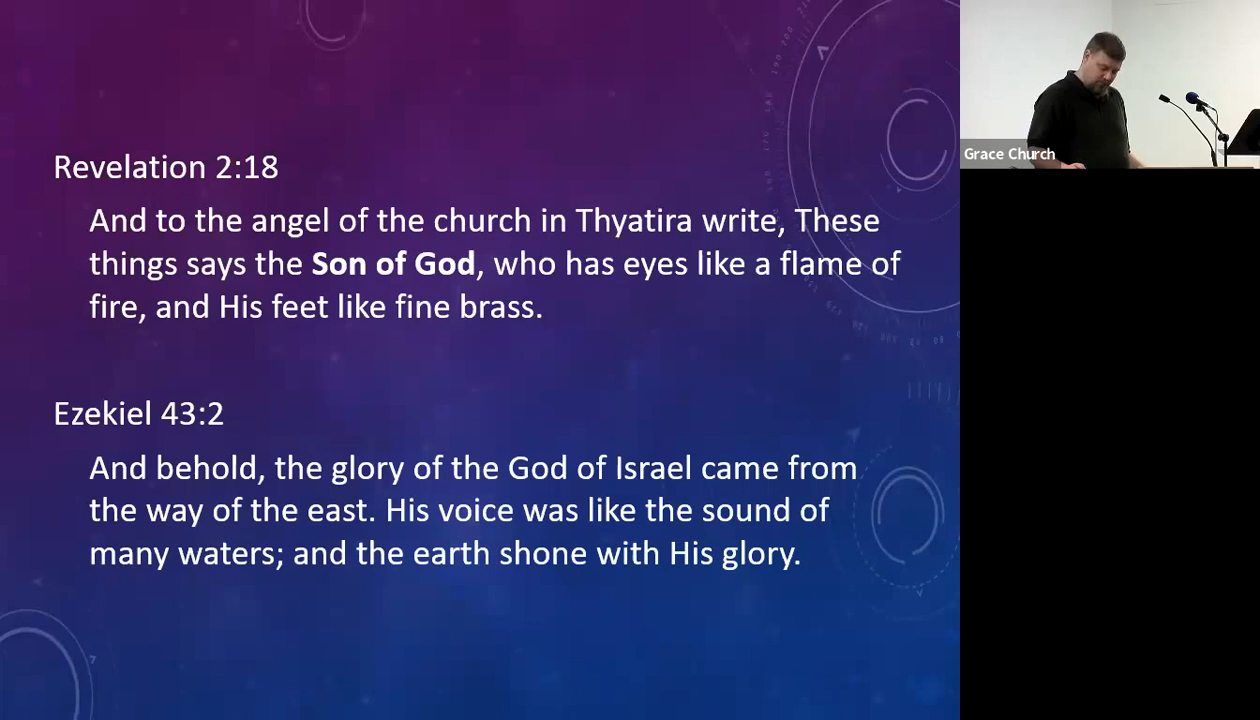 Revelation 2:18
And to the angel of the church in Thyatira write, These
things says the Son of God, who has eyes like a flame of
fire, and His feet like fine brass.
Ezekiel 43:2
And behold, the glory of the God of Israel came from
the way of the east. His voice was like the sound of
many waters; and the earth shone with His glory.
Grace Church